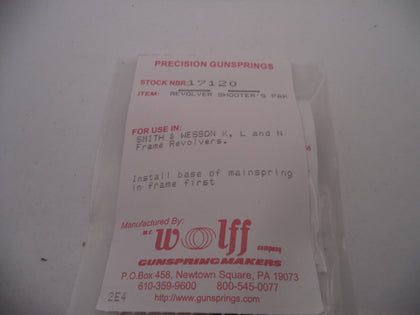 PRECISION GUNSPRINGS
STOCK NBR: 17120
ITEM: REVOLVER SHOOTER'S PAK
FOR USE IN:
SMITH & WESSON K, L and N
Frame Revolvers.
Install base of mainspring
in frame first
Manufactured By:
w.c. wolff company
GUNSPRINGMAKERS
P.O.Box 458, Newtown Square, PA 19073
610-359-9600 800-545-0077
2E4 http://www.gunsprings.com